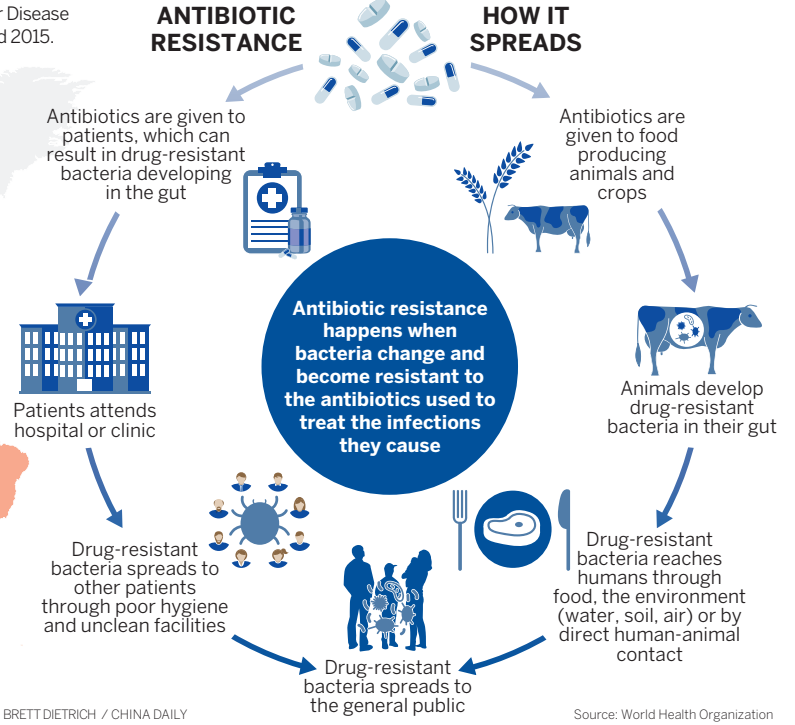 r Disease
d 2015.
ANTIBIOTIC
RESISTANCE
HOW IT
SPREADS
Antibiotics are given to
patients, which can
result in drug-resistant
bacteria developing
in the gut
Antibiotics are
given to food
producing
animals and
crops
Antibiotic resistance
happens when
bacteria change and
become resistant to
the antibiotics used to
treat the infections
they cause
Patients attends
hospital or clinic
Animals develop
drug-resistant
bacteria in their gut
Drug-resistant
bacteria spreads to
other patients
through poor hygiene
and unclean facilities
Drug-resistant
bacteria reaches
humans through
food, the environment
(water, soil, air) or by
direct human-animal
contact
Drug-resistant
bacteria spreads to
the general public
BRETT DIETRICH / CHINA DAILY
Source: World Health Organization